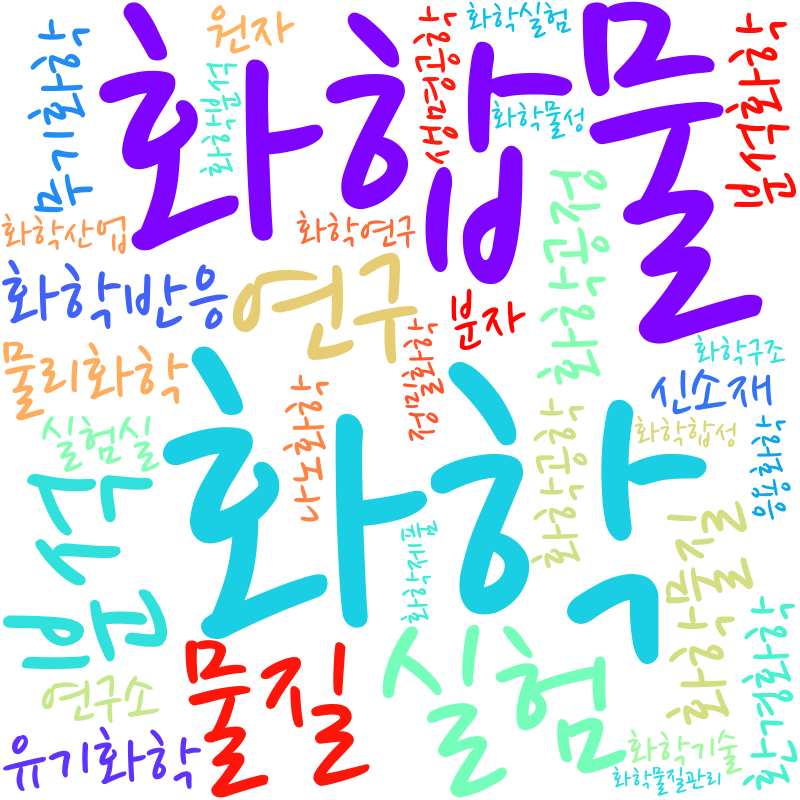 화합물
화학
무기화학
원자
화학분석
생명공학
화학실험
화학물성
식품화학
화학산업
화학연구
화학공정
화학반응
연구
분자
정밀화학
화학구조
물리화학
나노화학
신소재
실험실
화학공학
화학합성
응용화학
분석
화학제품
화학물질
환경화학
연구소
물질
실험
유기화학
화학기술
화학물질관리